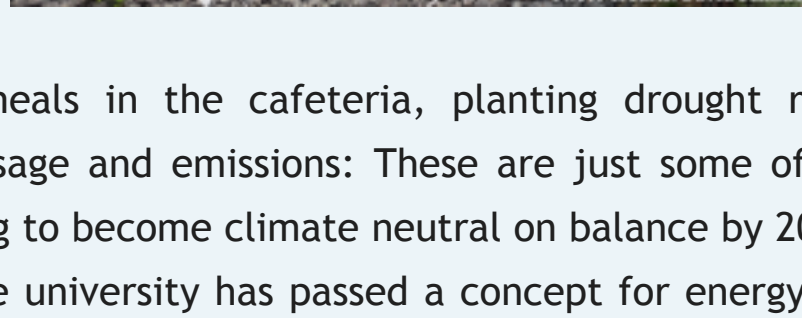 meals in the cafeteria, planting drought
sage and emissions: These are just some of
g to become climate neutral on balance by 20
e university has passed a concept for energy